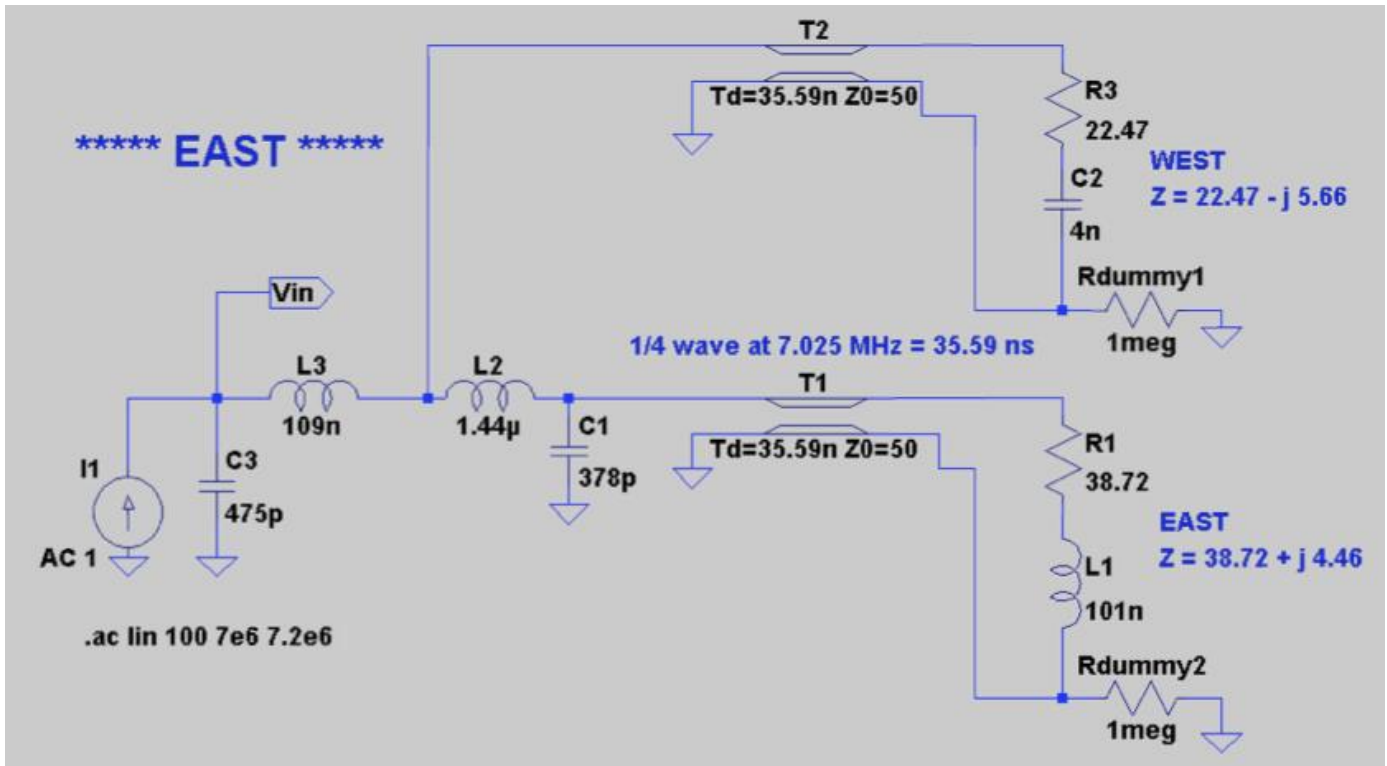 T2
Td=35.59n Z0=50
R3
22.47
***** EAST *****
WEST
Z = 22.47 - j 5.66
C2
4n
Rdummy1
1meg
Vin
1/4 wave at 7.025 MHz = 35.59 ns
L3
109n
L2
1.44µ
T1
Td=35.59n Z0=50
C1
378p
R1
38.72
I1
AC 1
C3
475p
EAST
Z = 38.72 + j 4.46
L1
101n
.ac lin 100 7e6 7.2e6
Rdummy2
1meg